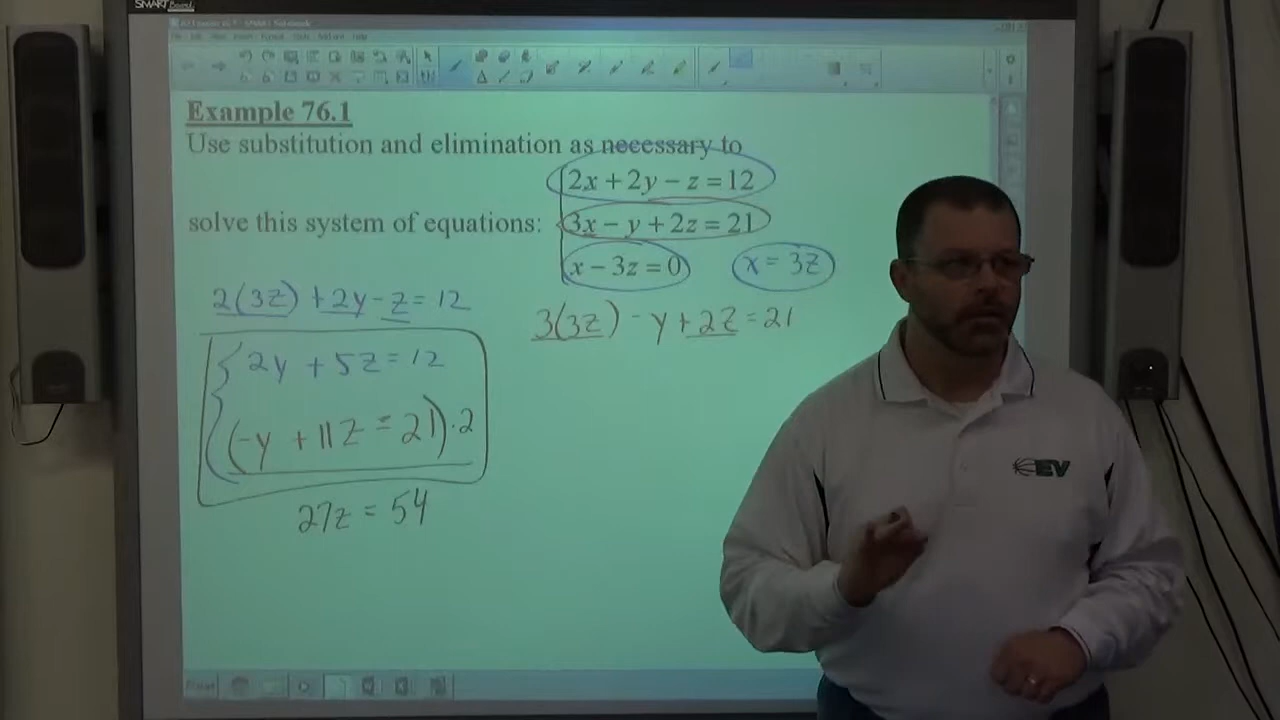 SMART Board
Example 76.1
Use substitution and elimination as necessary to
2x + 2y − z = 12
solve this system of equations:
3x − y + 2z = 21
x − 3z = 0
x = 3z
2(3z) + 2y - z = 12
3(3z) - y + 2z = 21
2y + 5z = 12
(-y + 11z = 21) · 2
27z = 54
EV